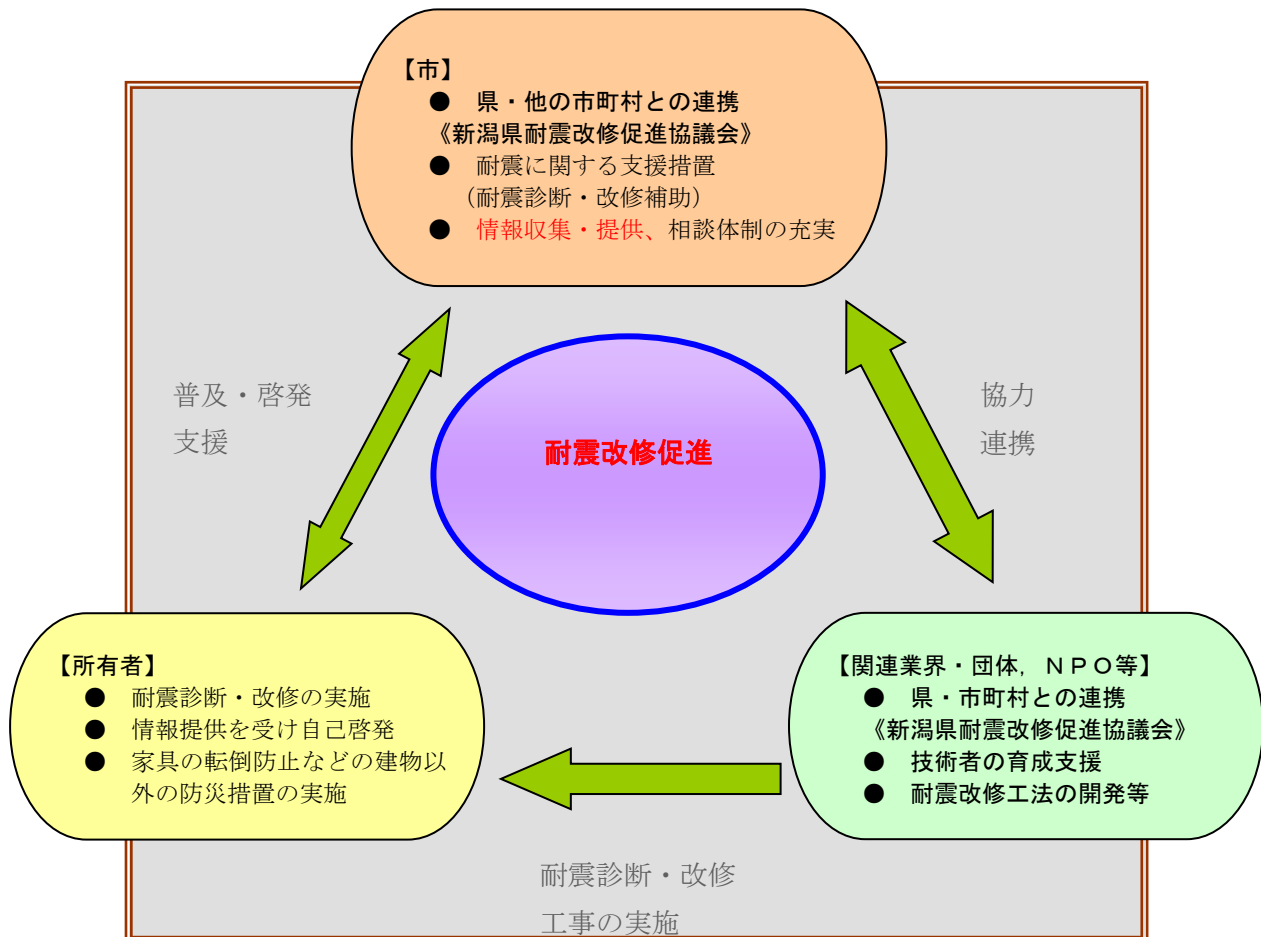 【市】
● 県・他の市町村との連携
《新潟県耐震改修促進協議会》
● 耐震に関する支援措置
（耐震診断・改修補助）
● 情報収集・提供、相談体制の充実
普及・啓発
支援
協力
連携
耐震改修促進
【所有者】
● 耐震診断・改修の実施
● 情報提供を受け自己啓発
● 家具の転倒防止などの建物以
外の防災措置の実施
【関連業界・団体，ＮＰＯ等】
● 県・市町村との連携
《新潟県耐震改修促進協議会》
● 技術者の育成支援
● 耐震改修工法の開発等
耐震診断・改修
工事の実施